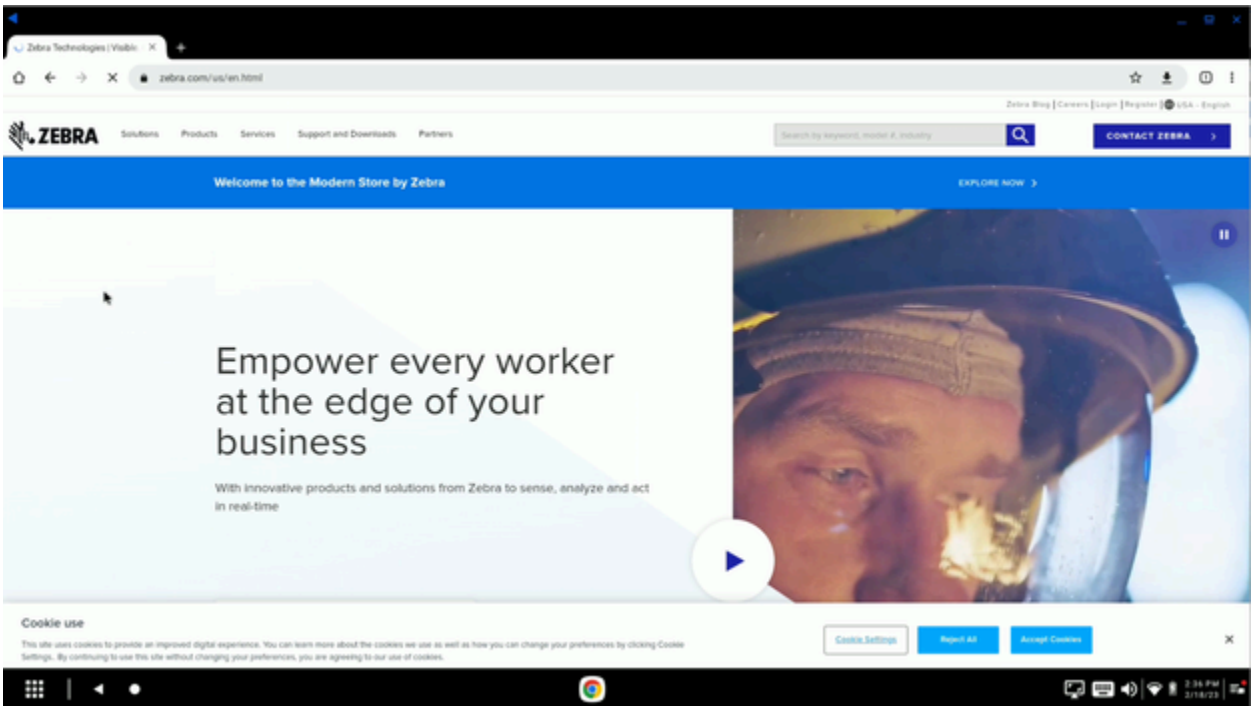 Zebra Technologies | Visible
zebra.com/us/en.html
Zebra Blog | Careers | Login | Register | USA - English
ZEBRA
Solutions Products Services Support and Downloads Partners
Search by keyword, model #, industry
CONTACT ZEBRA
Welcome to the Modern Store by Zebra
EXPLORE NOW
Empower every worker
at the edge of your
business
With innovative products and solutions from Zebra to sense, analyze and act
in real-time
Cookie use
This site uses cookies to provide an improved digital experience. You can learn more about the cookies we use as well as how you can change your preferences by clicking Cookie
Settings. By continuing to use this site without changing your preferences, you are agreeing to our use of cookies.
Cookie Settings Reject All Accept Cookies
2:36 PM
2/18/23